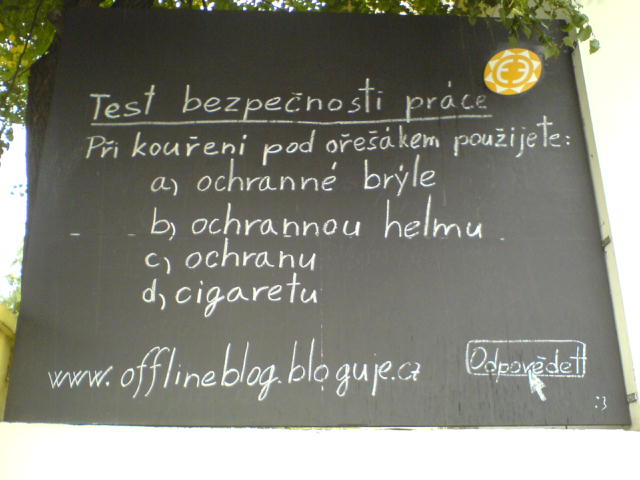 Test bezpečnosti práce
Při kouření pod ořešákem použijete:
a) ochranné brýle
b) ochrannou helmu
c) ochranu
d) cigaretu
www.offlineblog.bloguje.cz
Odpovědět
:3